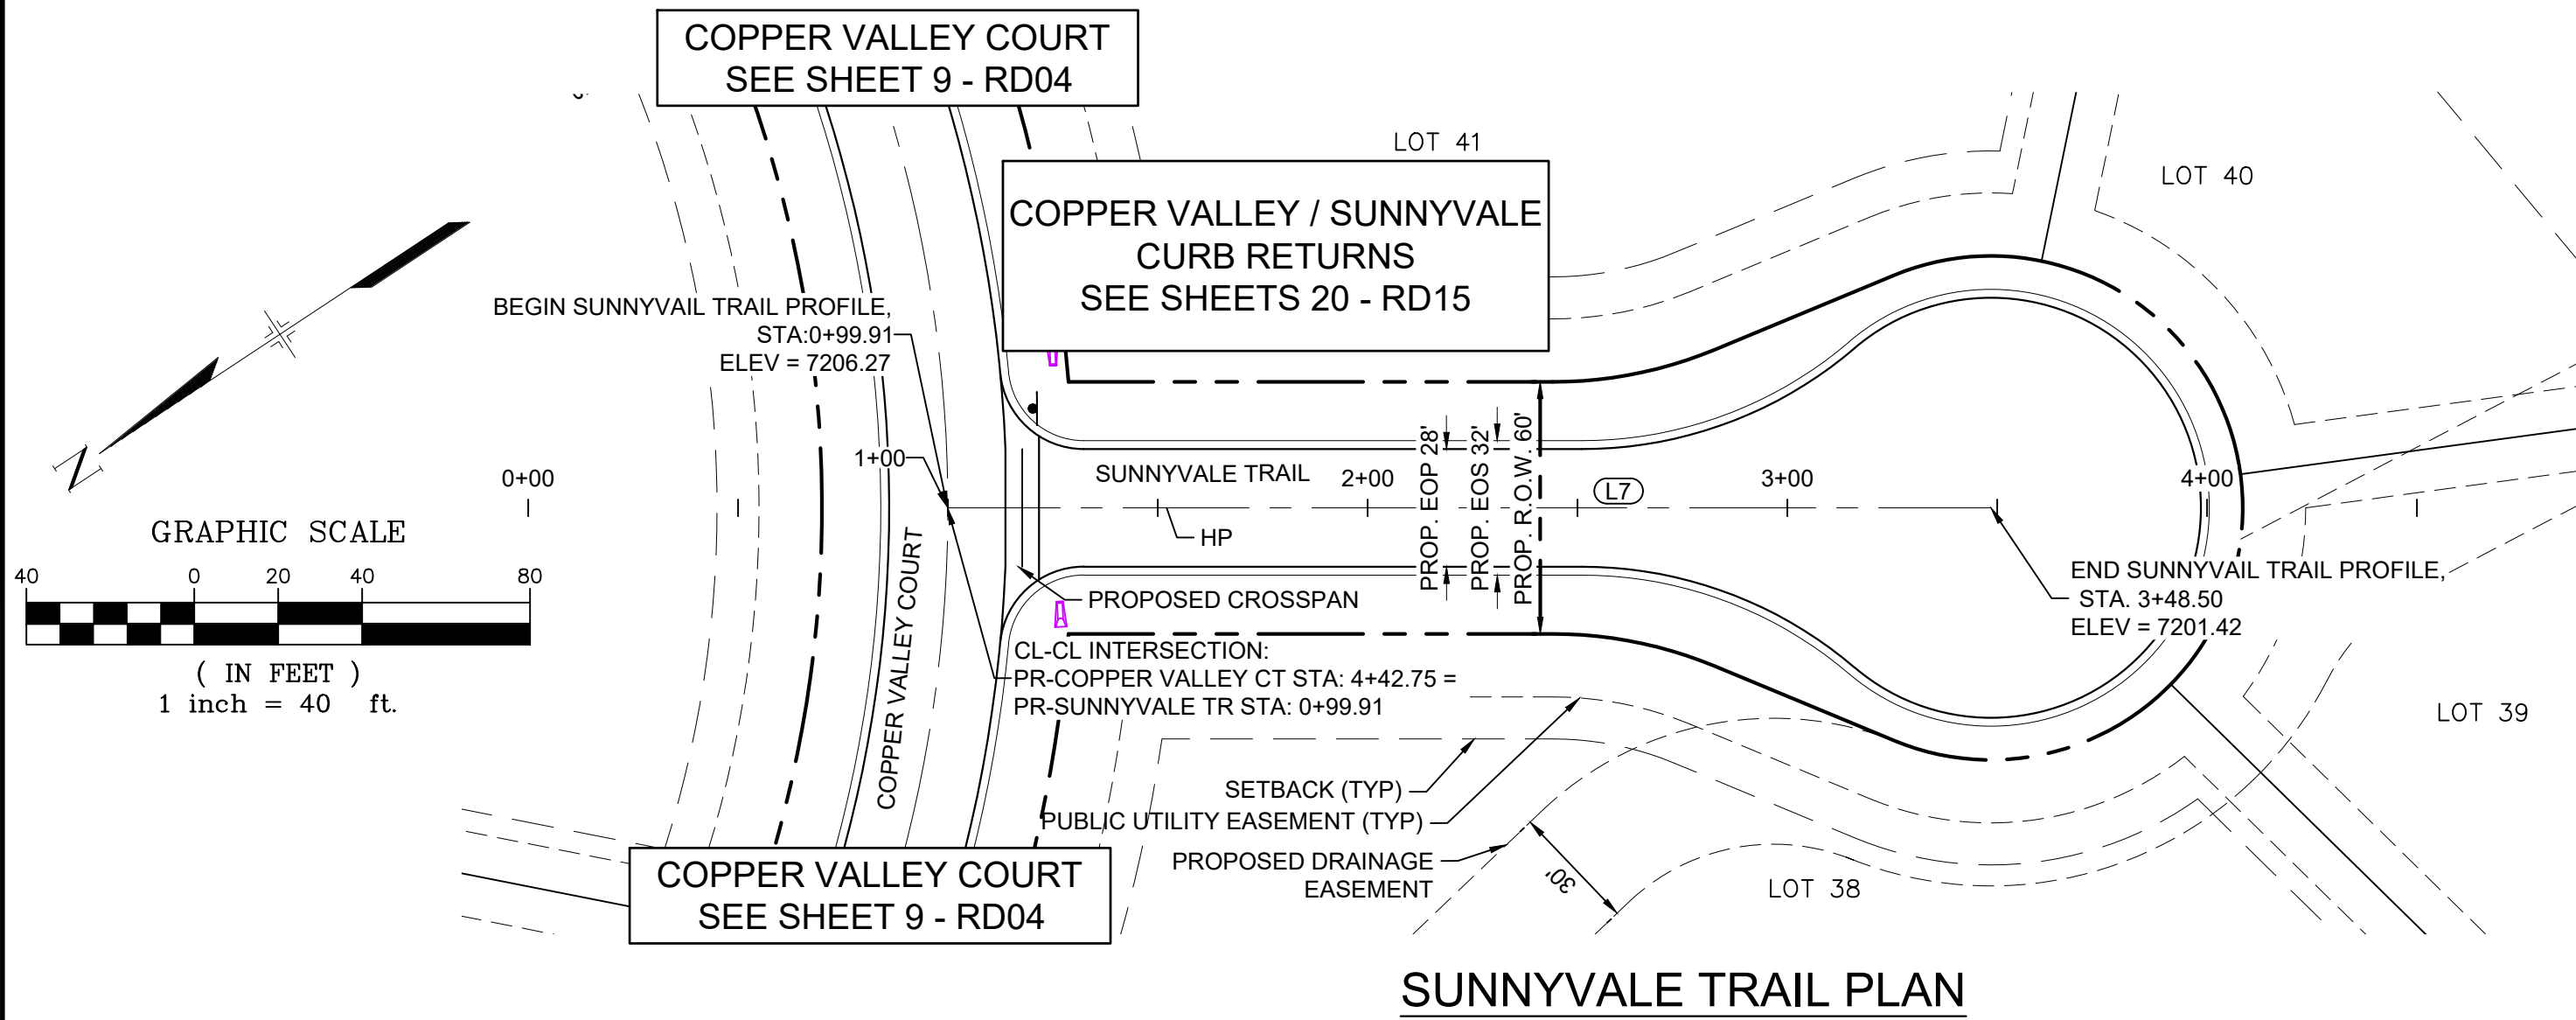 COPPER VALLEY COURT
SEE SHEET 9 - RD04
LOT 41
LOT 40
COPPER VALLEY / SUNNYVALE
CURB RETURNS
SEE SHEETS 20 - RD15
BEGIN SUNNYVAIL TRAIL PROFILE,
STA:0+99.91
ELEV = 7206.27
N
1+00
0+00
SUNNYVALE TRAIL
2+00
PROP. EOP 28'
PROP. EOS 32'
PROP. R.O.W. 60'
L7
3+00
4+00
HP
GRAPHIC SCALE
40 0 20 40 80
( IN FEET )
1 inch = 40 ft.
COPPER VALLEY COURT
PROPOSED CROSSPAN
END SUNNYVAIL TRAIL PROFILE,
STA. 3+48.50
ELEV = 7201.42
CL-CL INTERSECTION:
PR-COPPER VALLEY CT STA: 4+42.75 =
PR-SUNNYVALE TR STA: 0+99.91
LOT 39
SETBACK (TYP)
PUBLIC UTILITY EASEMENT (TYP)
PROPOSED DRAINAGE
EASEMENT
30'
LOT 38
COPPER VALLEY COURT
SEE SHEET 9 - RD04
SUNNYVALE TRAIL PLAN